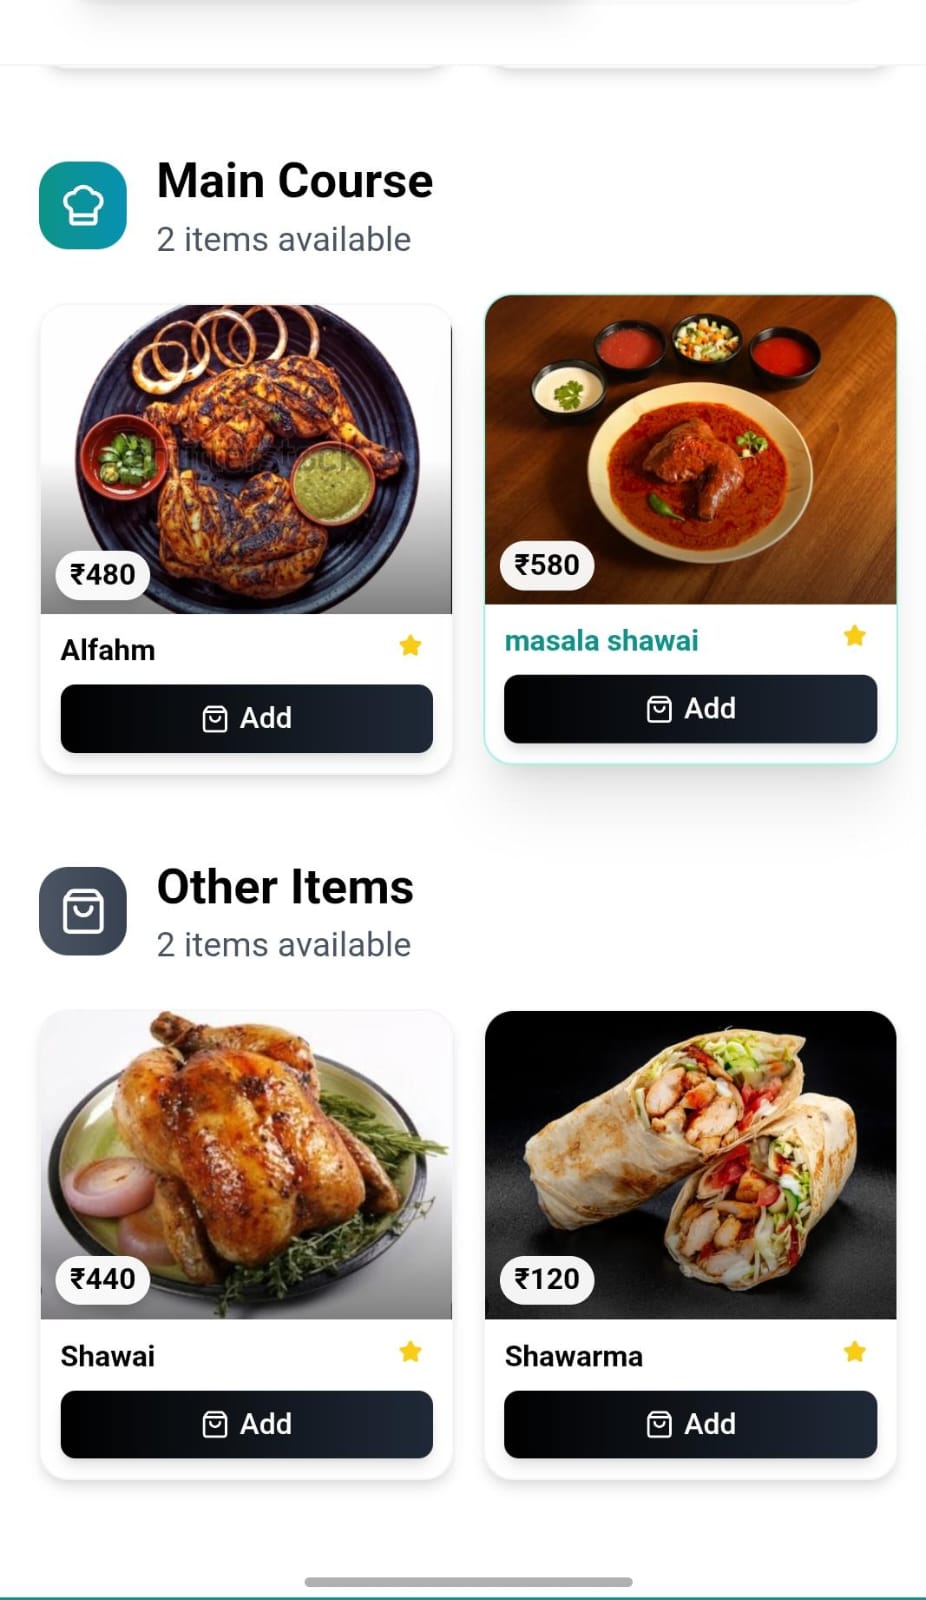 Main Course
2 items available
₹480
Alfahm
Add
₹580
masala shawai
Add
Other Items
2 items available
₹440
Shawai
Add
₹120
Shawarma
Add